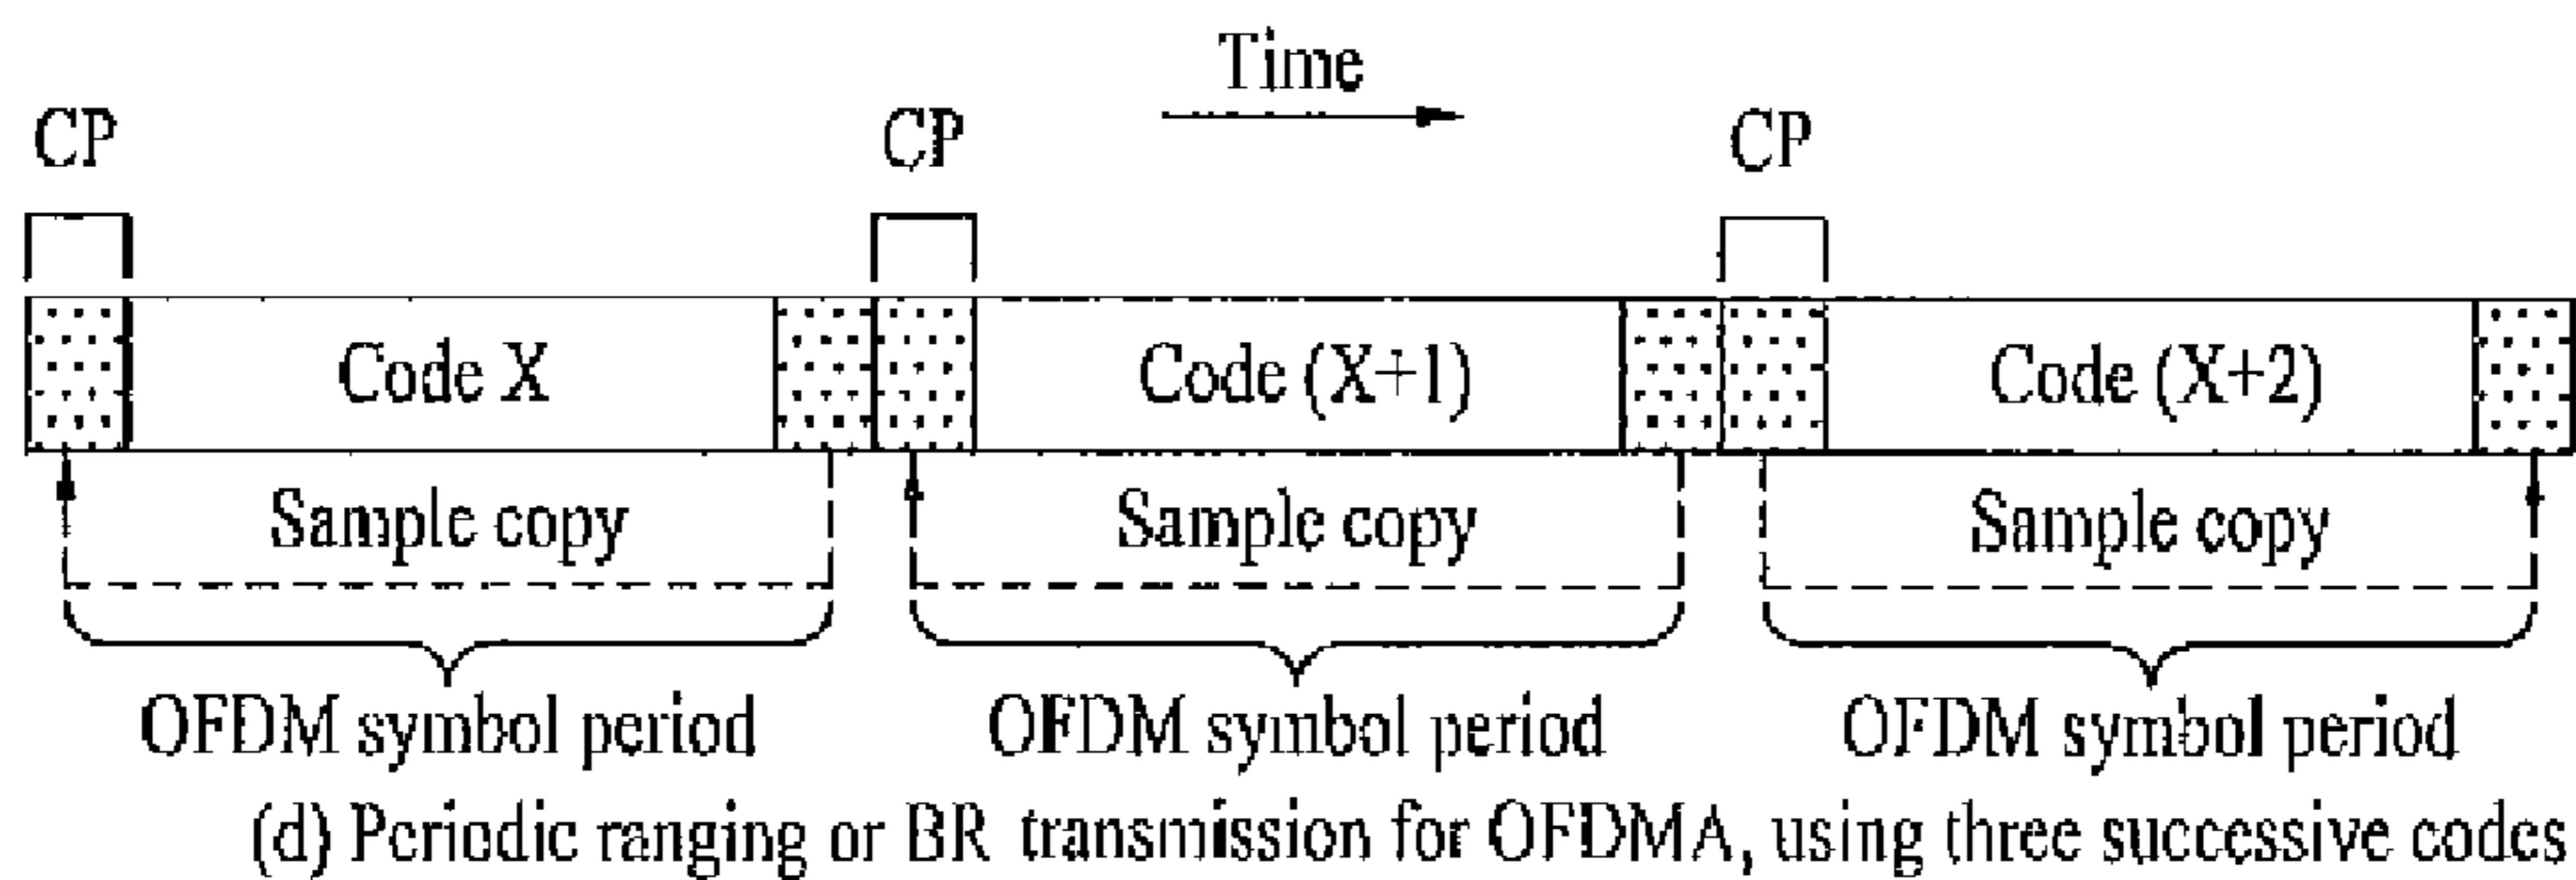 Time
CP CP CP
Code X Code (X+1) Code (X+2)
Sample copy Sample copy Sample copy
OFDM symbol period OFDM symbol period OFDM symbol period
(d) Periodic ranging or BR transmission for OFDMA, using three successive codes